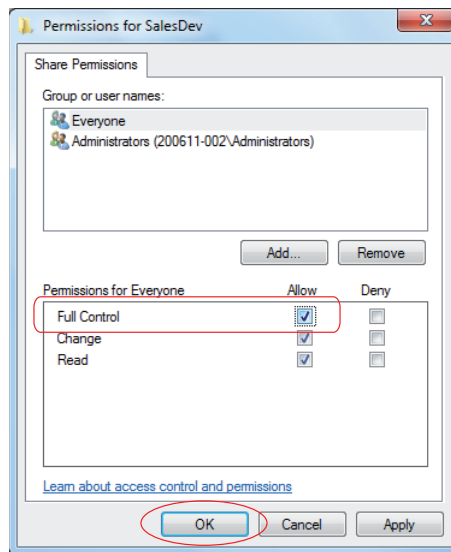 Permissions for SalesDev
Share Permissions
Group or user names:
Everyone
Administrators (200611-002\Administrators)
Add... Remove
Permissions for Everyone Allow Deny
Full Control
Change
Read
Learn about access control and permissions
OK Cancel Apply